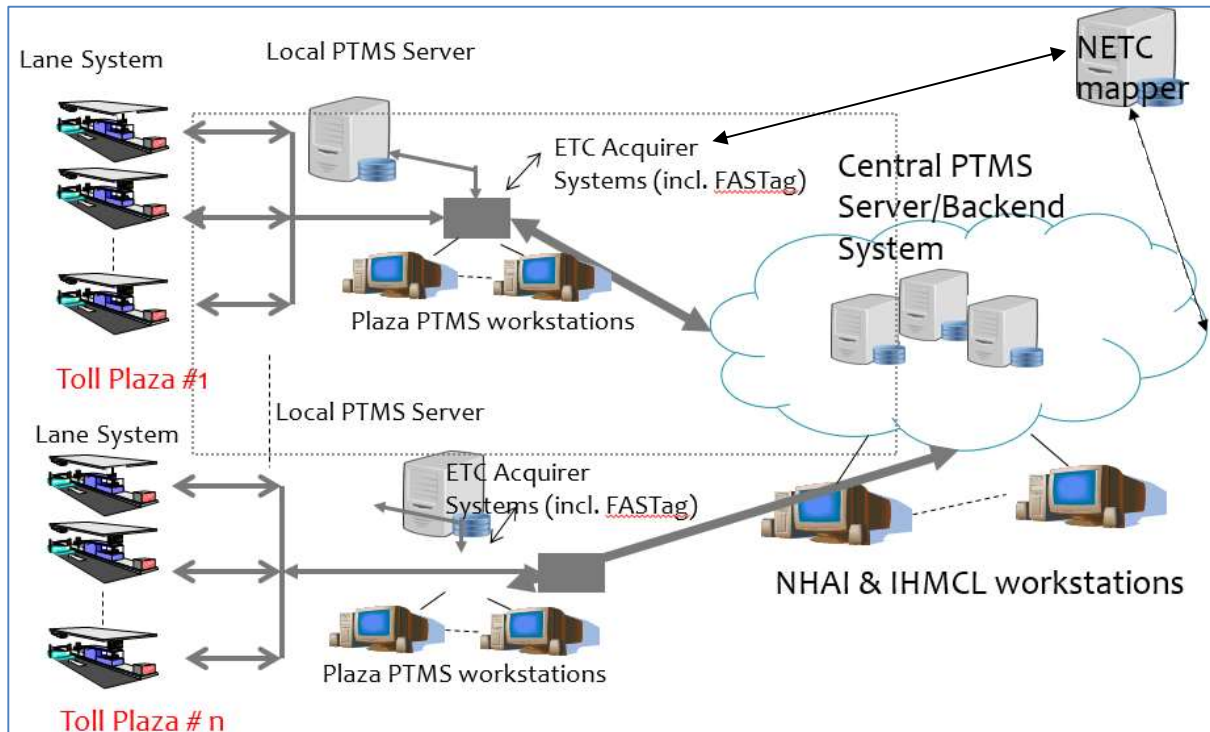 Local PTMS Server
Lane System
NETC
mapper
ETC Acquirer
Systems (incl. FASTag)
Central PTMS
Server/Backend
System
Plaza PTMS workstations
Toll Plaza #1
Local PTMS Server
Lane System
ETC Acquirer
Systems (incl. FASTag)
NHAI & IHMCL workstations
Plaza PTMS workstations
Toll Plaza # n